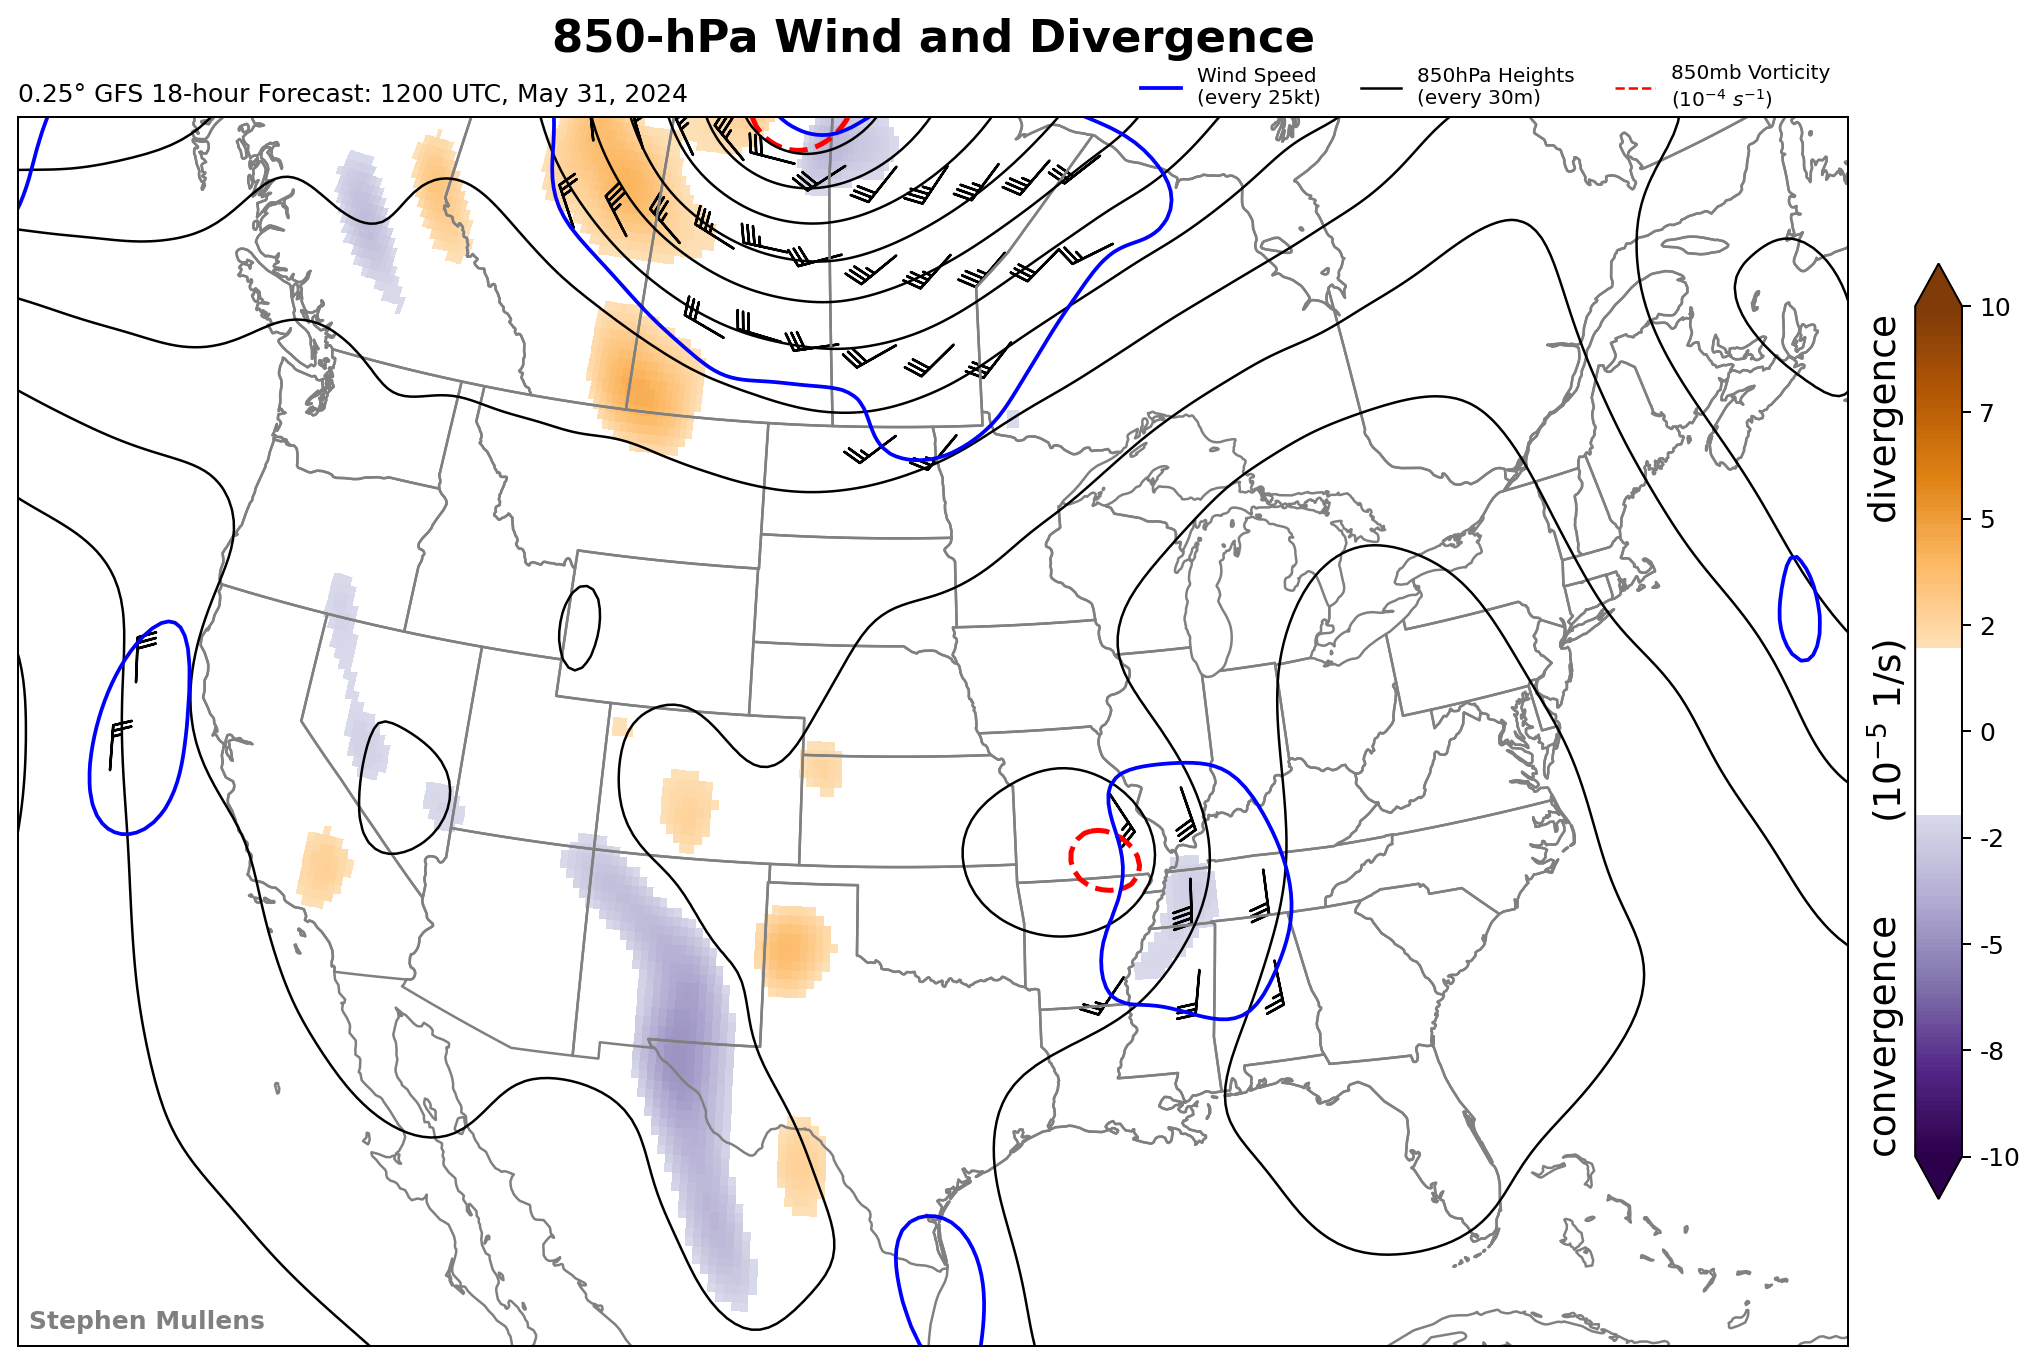 850-hPa Wind and Divergence
0.25° GFS 18-hour Forecast: 1200 UTC, May 31, 2024
Wind Speed
(every 25kt)
850hPa Heights
(every 30m)
850mb Vorticity
(10⁻⁴ s⁻¹)
10
7
5
2
0
-2
-5
-8
-10
convergence (10⁻⁵ 1/s) divergence
Stephen Mullens